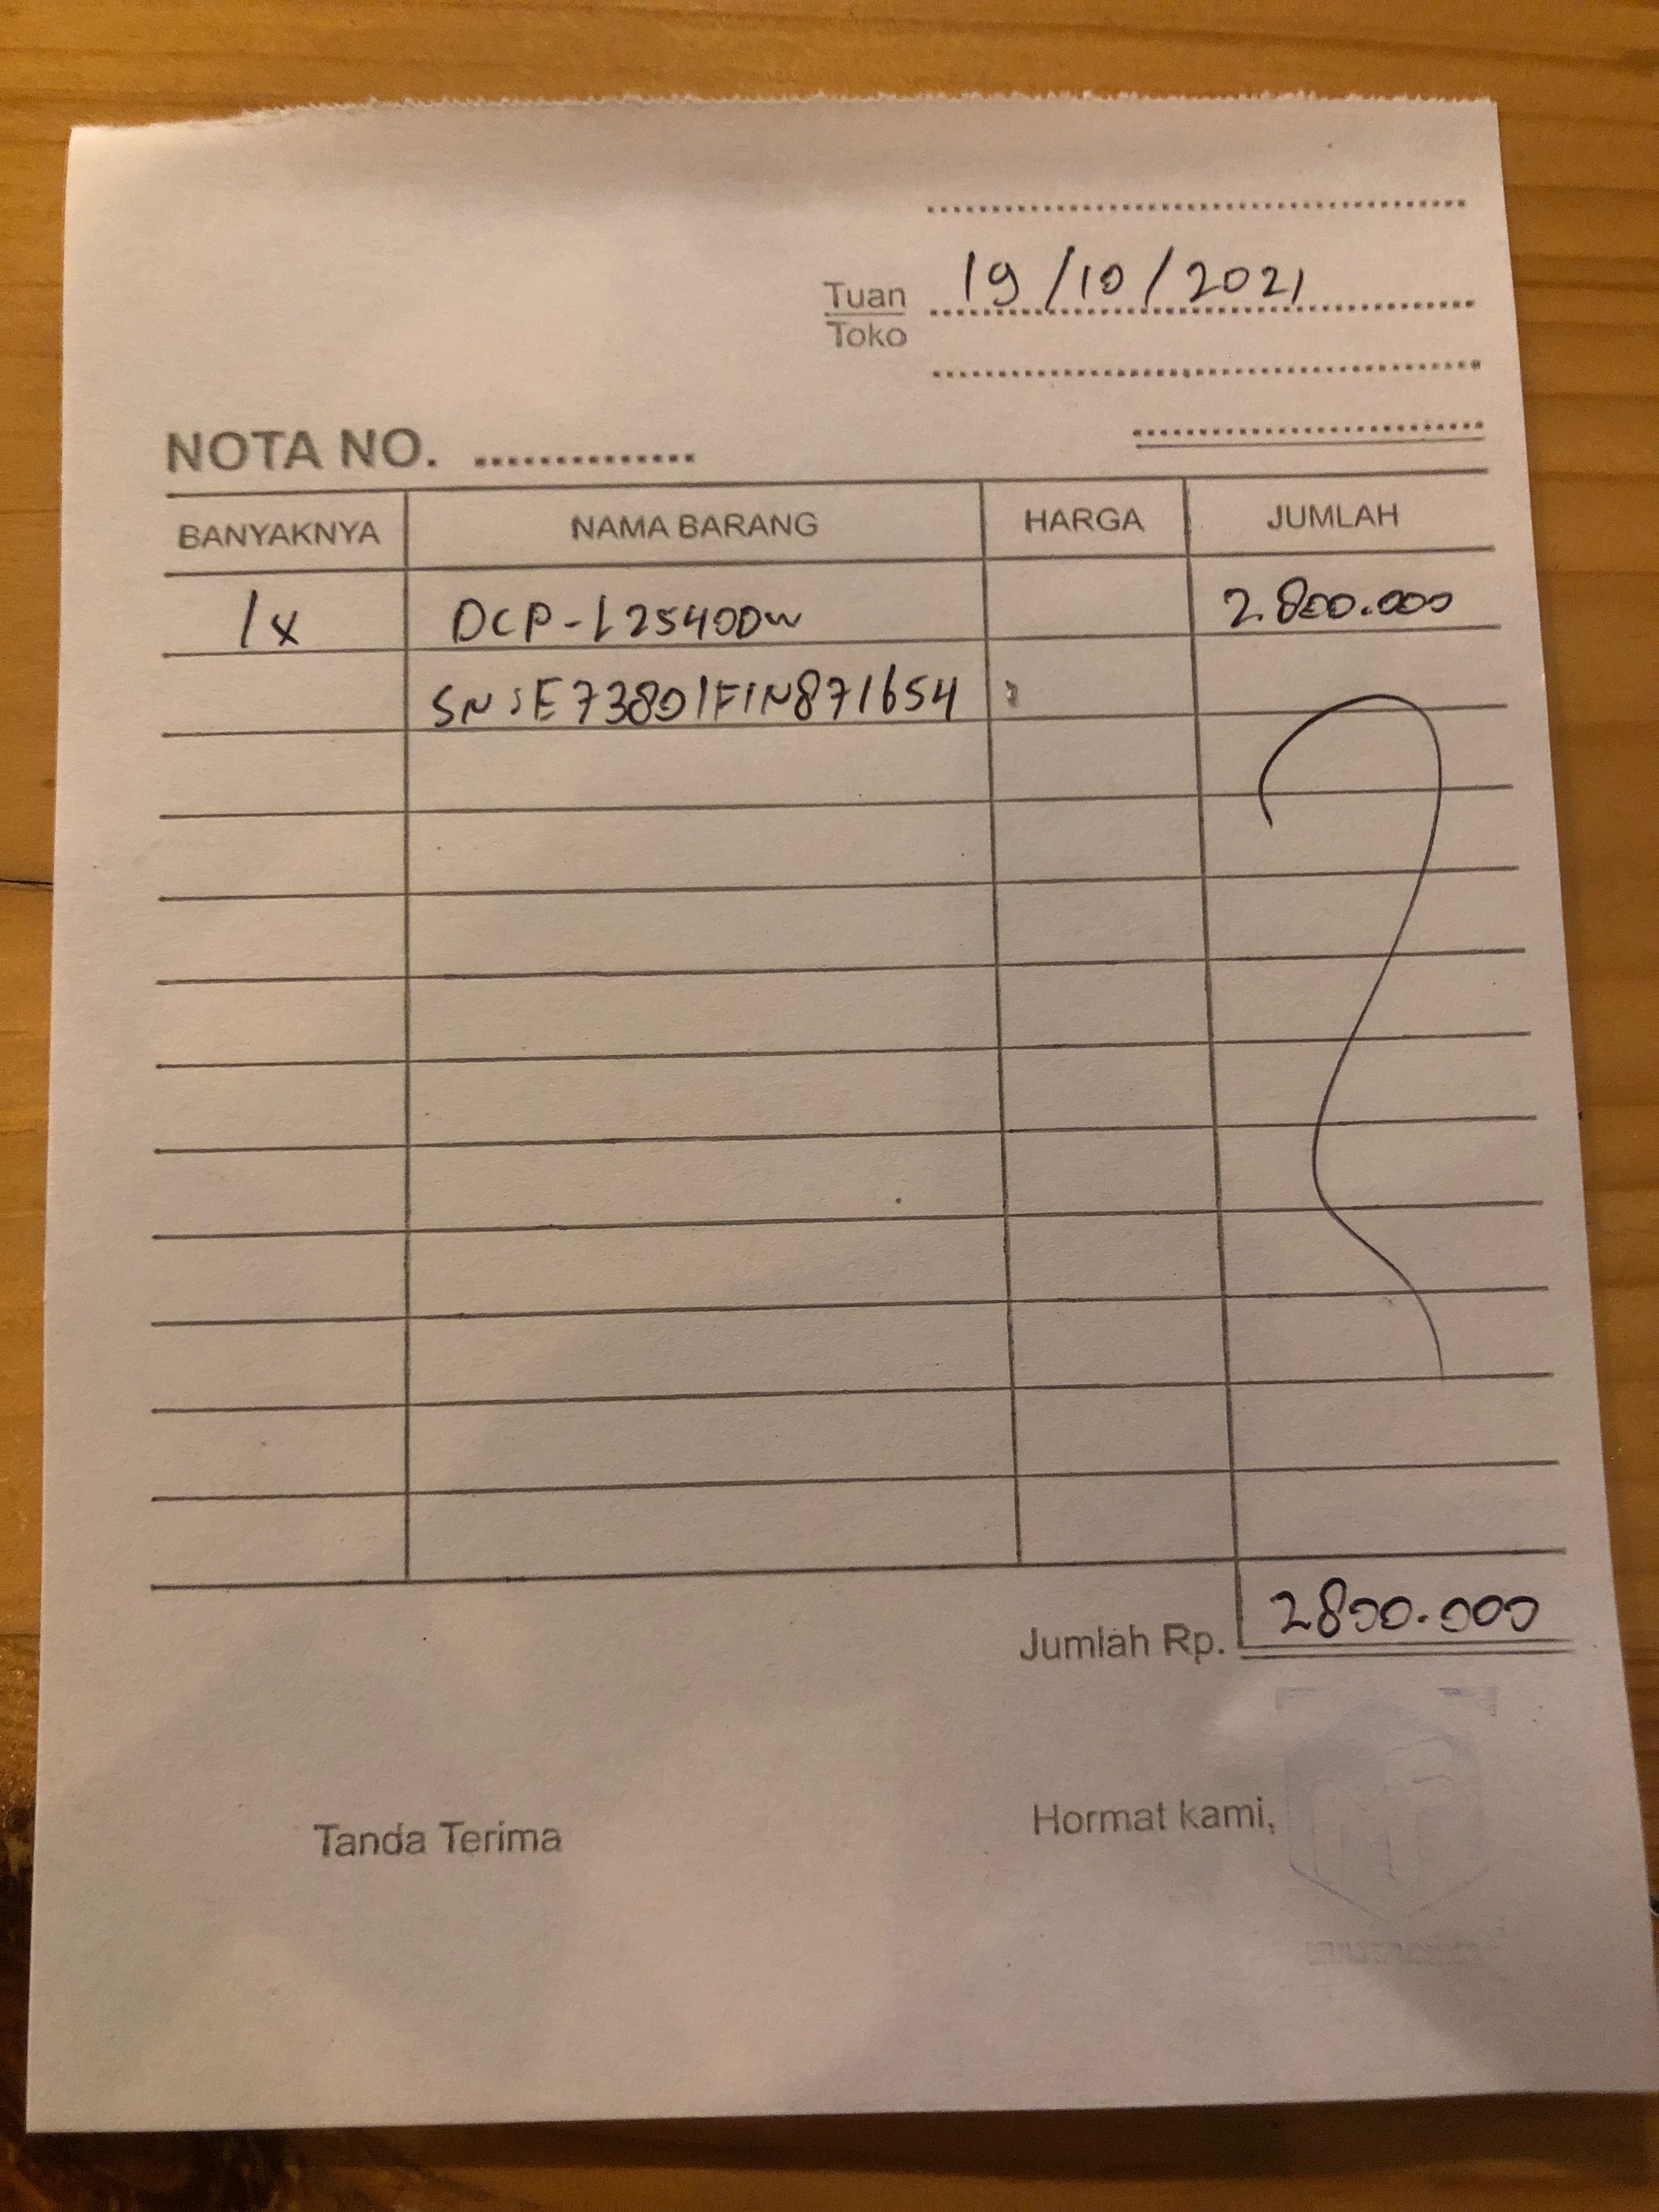 19/10/2021
Tuan
Toko
NOTA NO. ..............
BANYAKNYA NAMA BARANG HARGA JUMLAH
1x DCP-L2540DW 2.800.000
SN:E73801F1N871654
Jumlah Rp. 2800.000
Tanda Terima Hormat kami,